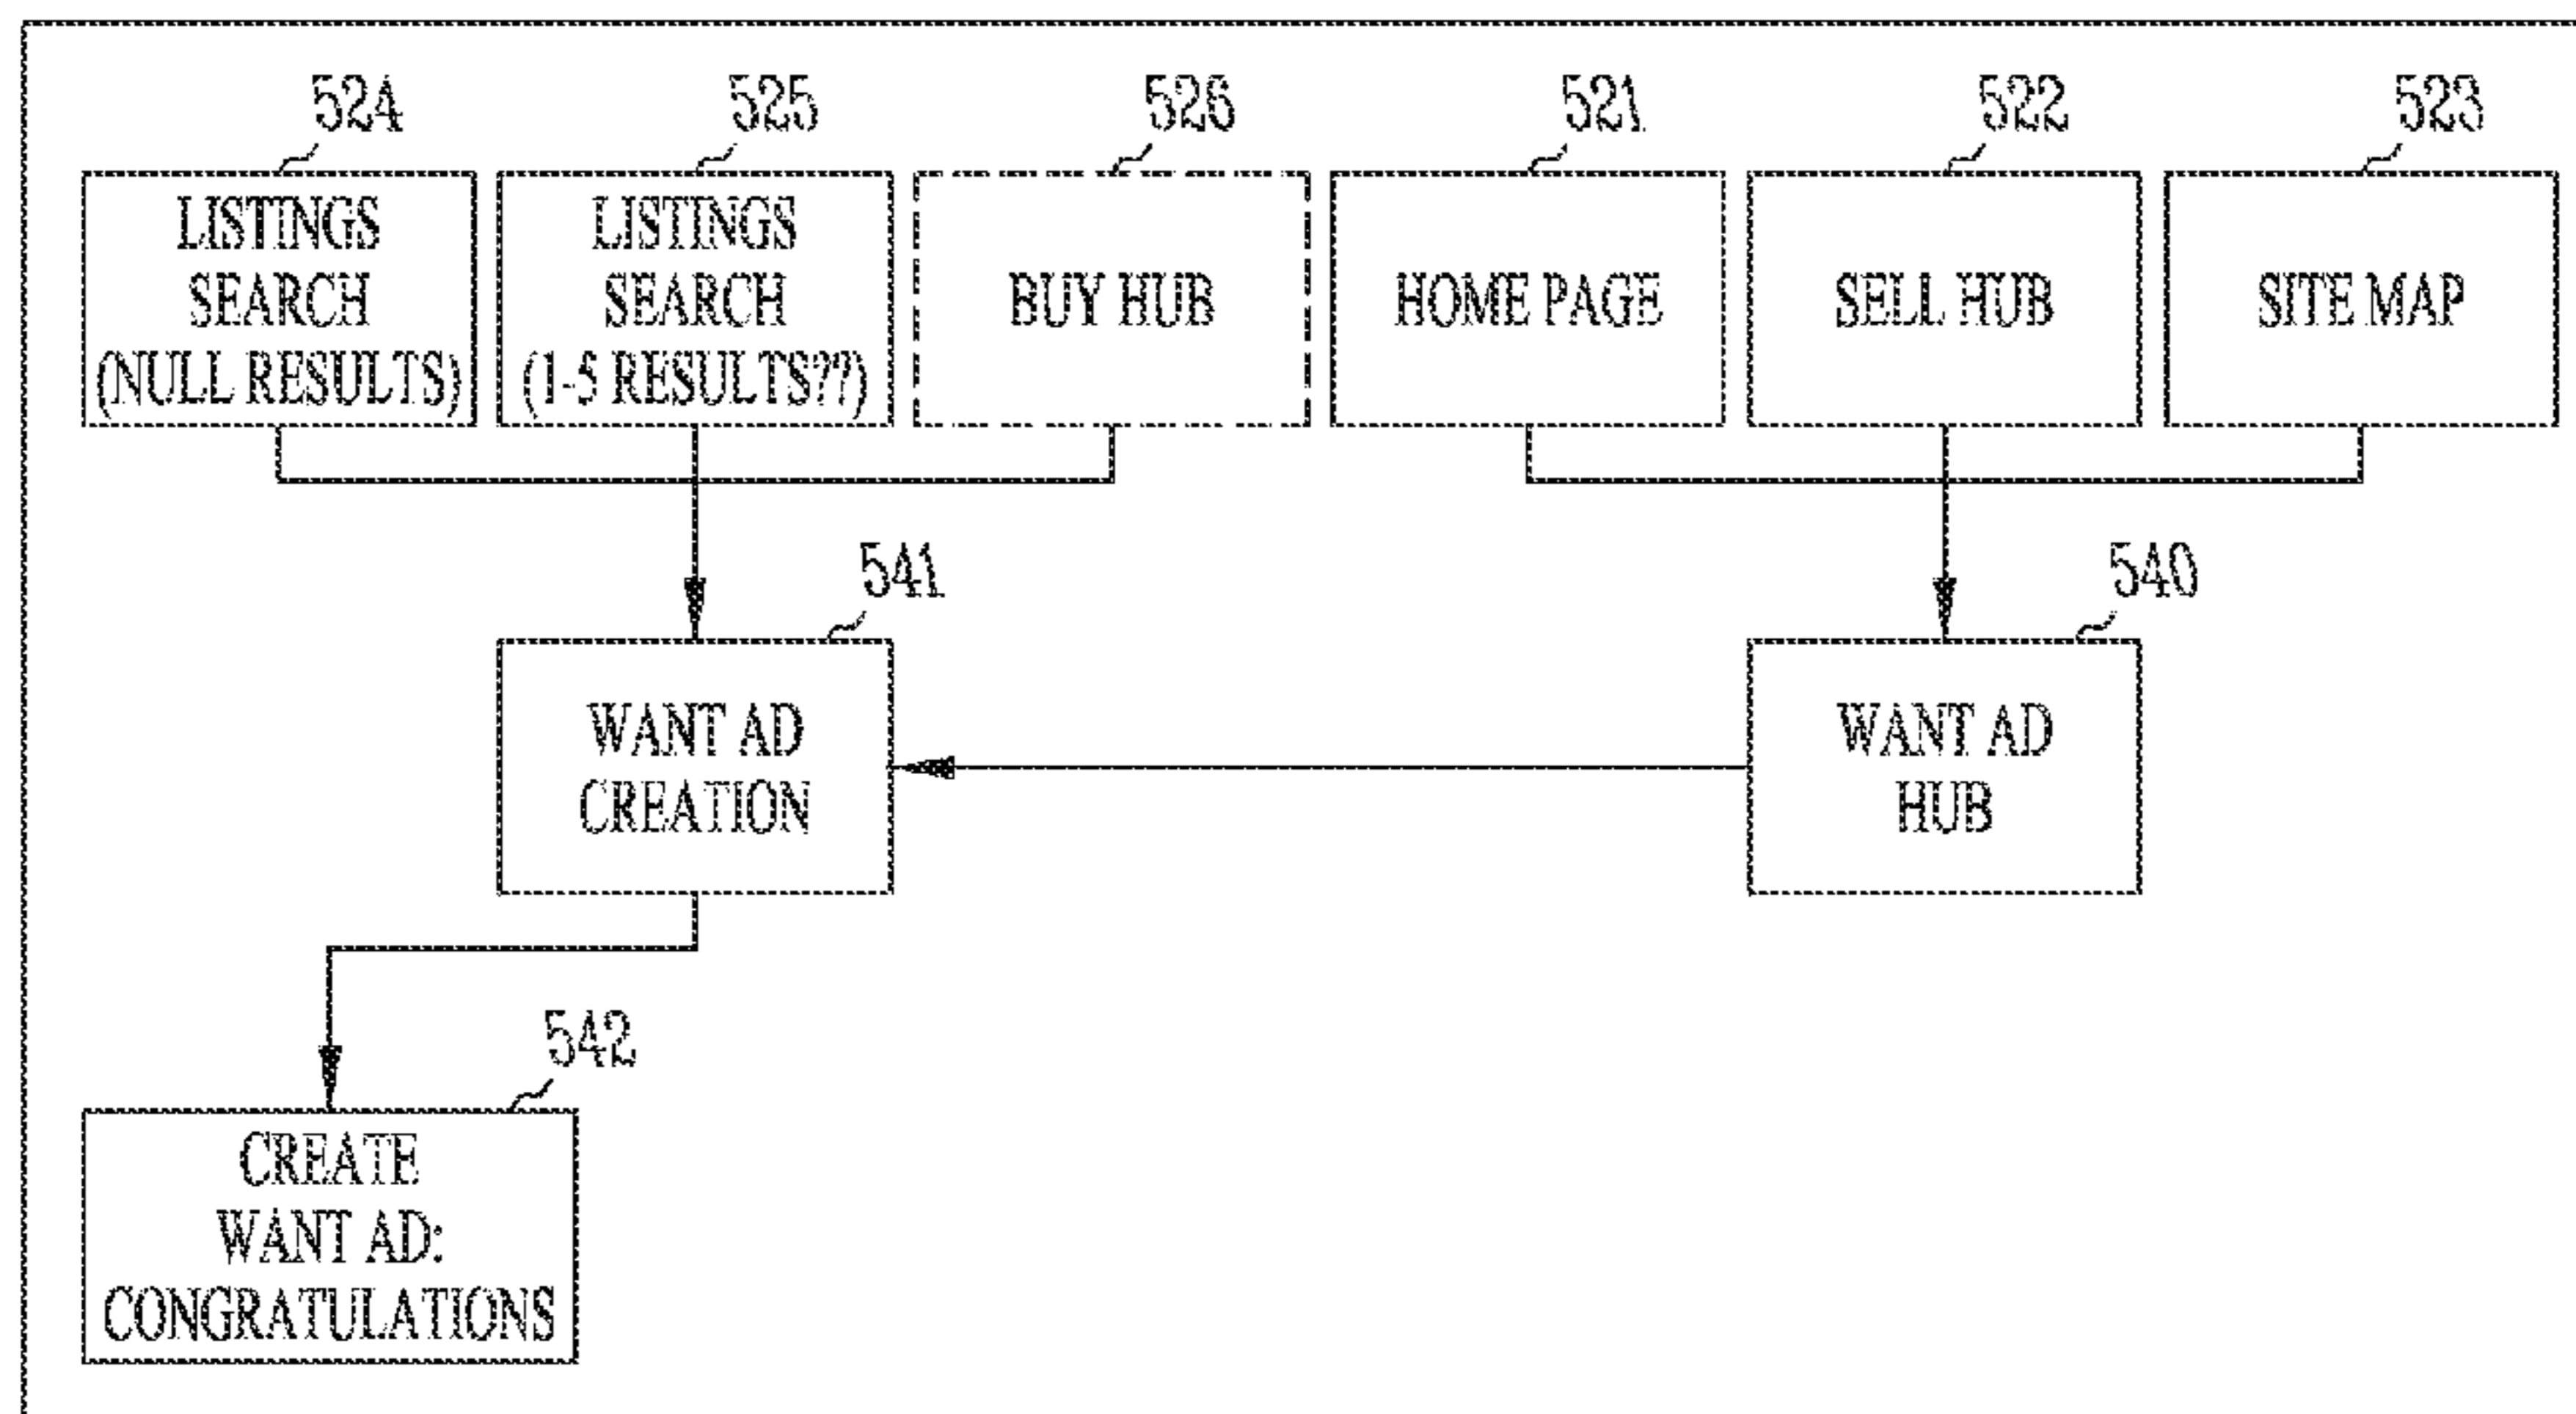 524
525
526
521
522
523
LISTINGS
SEARCH
(NULL RESULTS)
LISTINGS
SEARCH
(1-5 RESULTS??)
BUY HUB
HOME PAGE
SELL HUB
SITE MAP
541
540
WANT AD
CREATION
WANT AD
HUB
542
CREATE
WANT AD:
CONGRATULATIONS